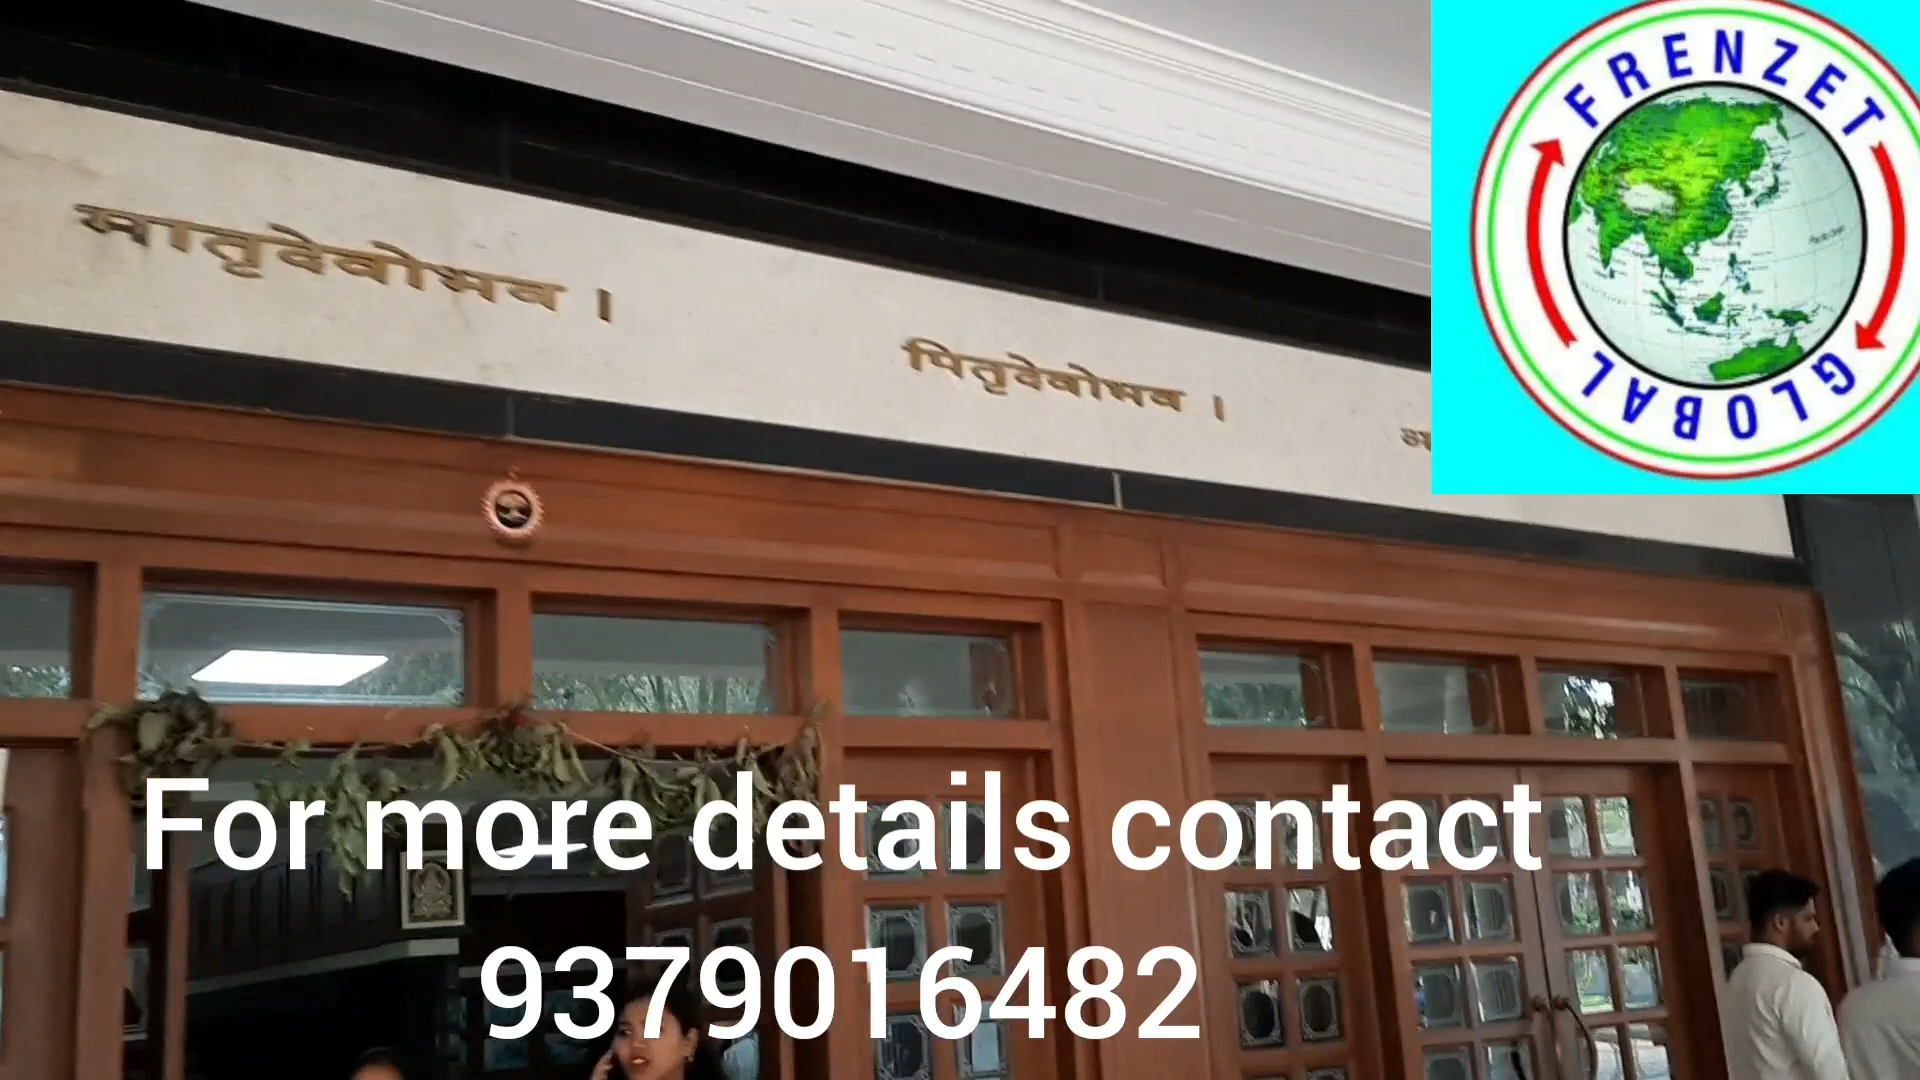 FRENZET
GLOBAL
मातृदेवोभव ।
पितृदेवोभव ।
For more details contact
9379016482